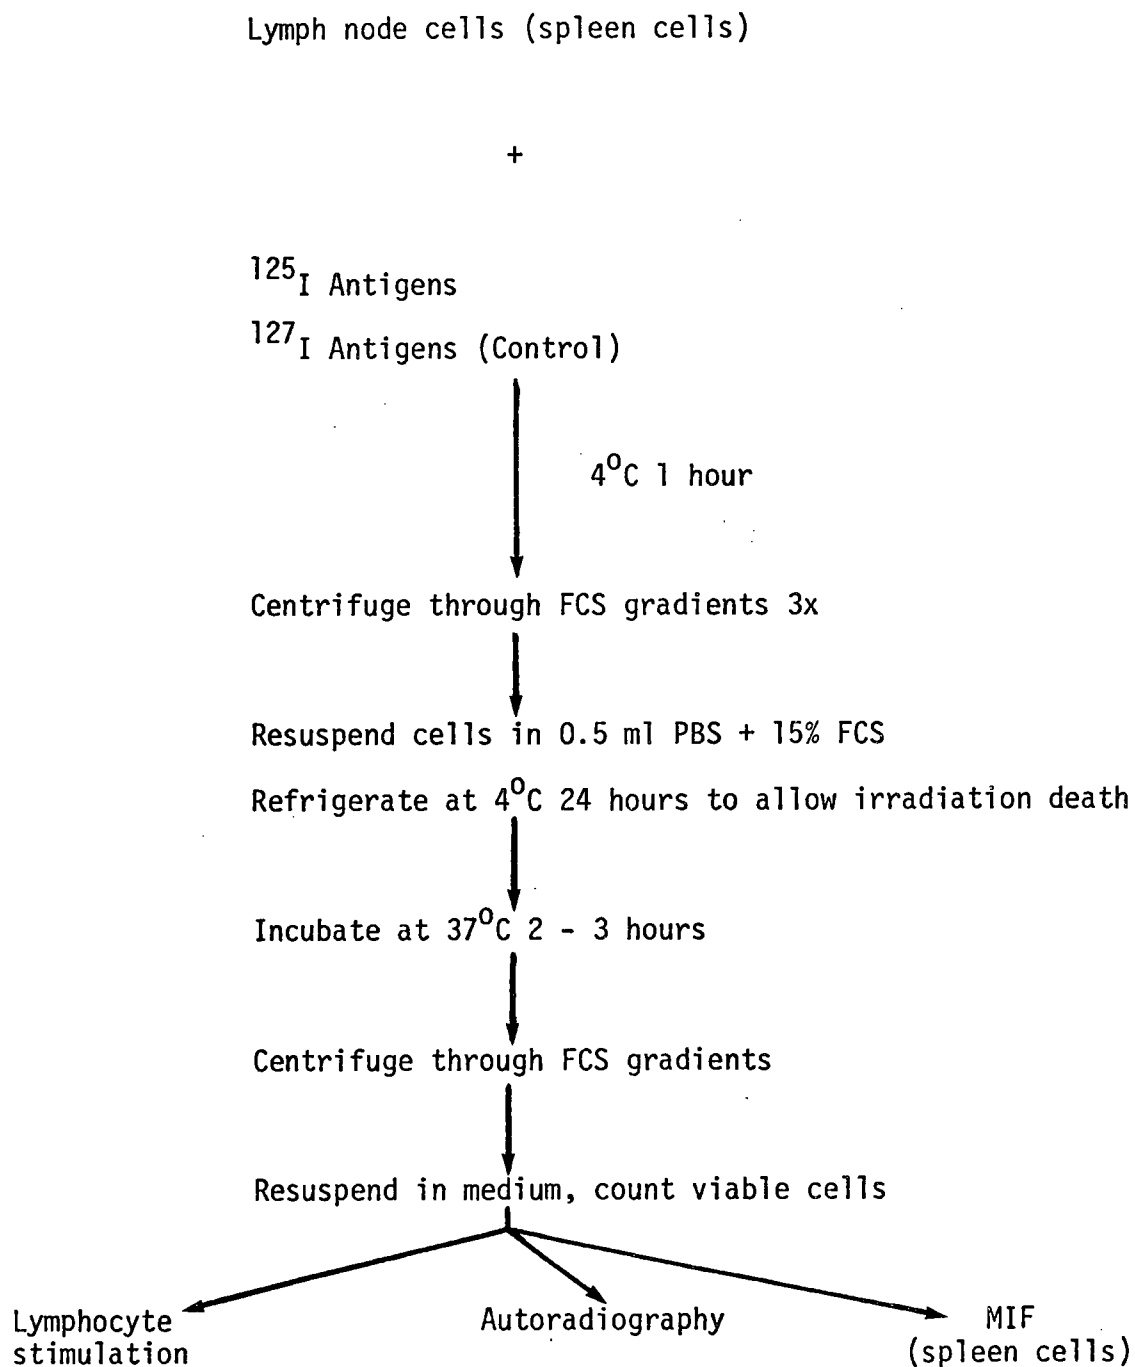 Lymph node cells (spleen cells)
+
125I Antigens
127I Antigens (Control)
4°C 1 hour
Centrifuge through FCS gradients 3x
Resuspend cells in 0.5 ml PBS + 15% FCS
Refrigerate at 4°C 24 hours to allow irradiation death
Incubate at 37°C 2 - 3 hours
Centrifuge through FCS gradients
Resuspend in medium, count viable cells
Lymphocyte
stimulation
Autoradiography
MIF
(spleen cells)